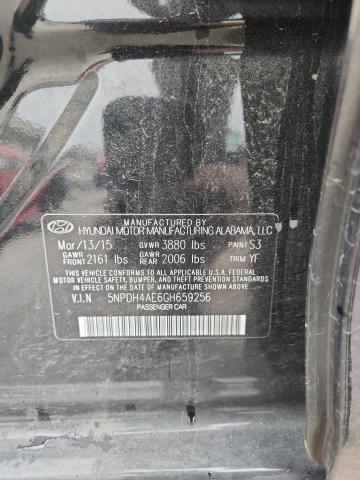 MANUFACTURED BY
HYUNDAI MOTOR MANUFACTURING ALABAMA, LLC
Mar/13/15 GVWR 3880 lbs PAINT S3
GAWR FRONT 2161 lbs GAWR REAR 2006 lbs TRIM YF
THIS VEHICLE CONFORMS TO ALL APPLICABLE U.S. FEDERAL
MOTOR VEHICLE SAFETY, BUMPER, AND THEFT PREVENTION
STANDARDS IN EFFECT ON THE DATE OF MANUFACTURE SHOWN ABOVE.
V.I.N 5NPDH4AE6GH659256
PASSENGER CAR